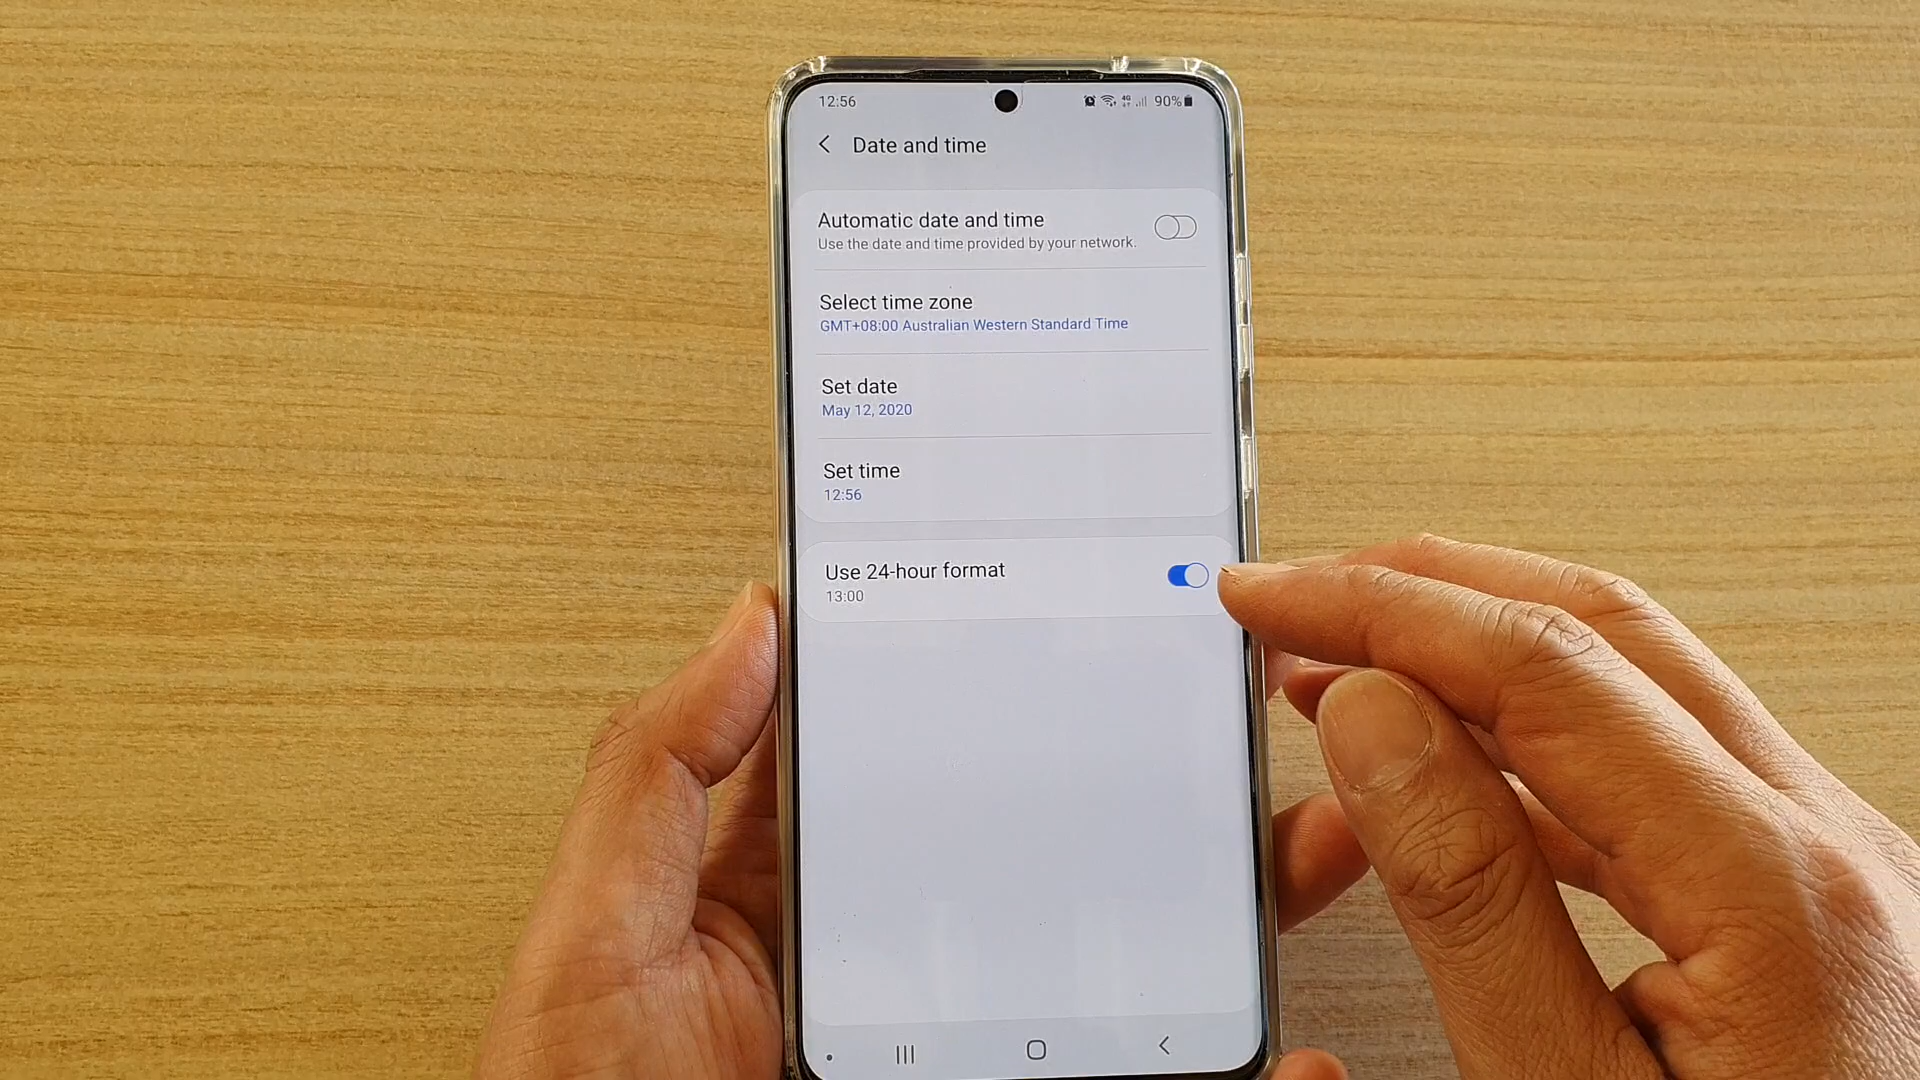 12:56
4G
90%
Date and time
Automatic date and time
Use the date and time provided by your network.
Select time zone
GMT+08:00 Australian Western Standard Time
Set date
May 12, 2020
Set time
12:56
Use 24-hour format
13:00